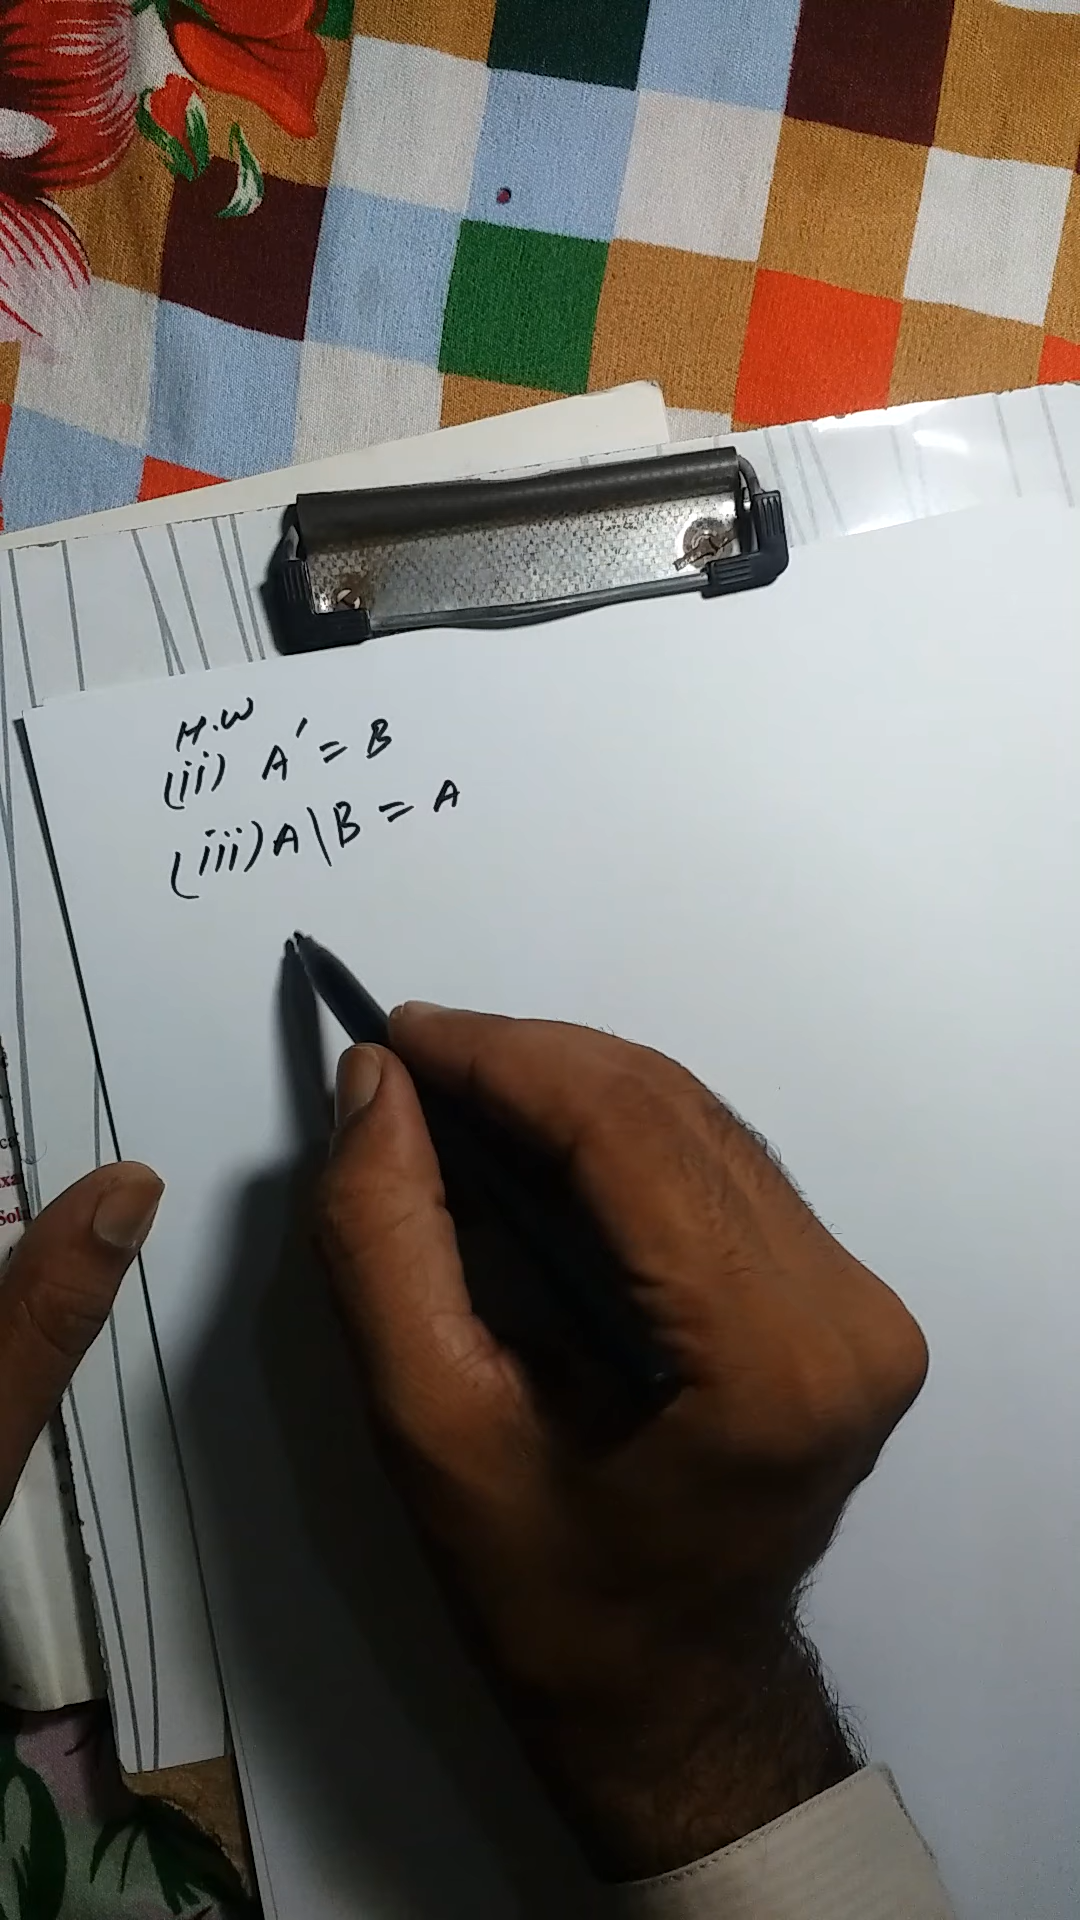 H.W
(ii) A' = B
(iii) A\B = A